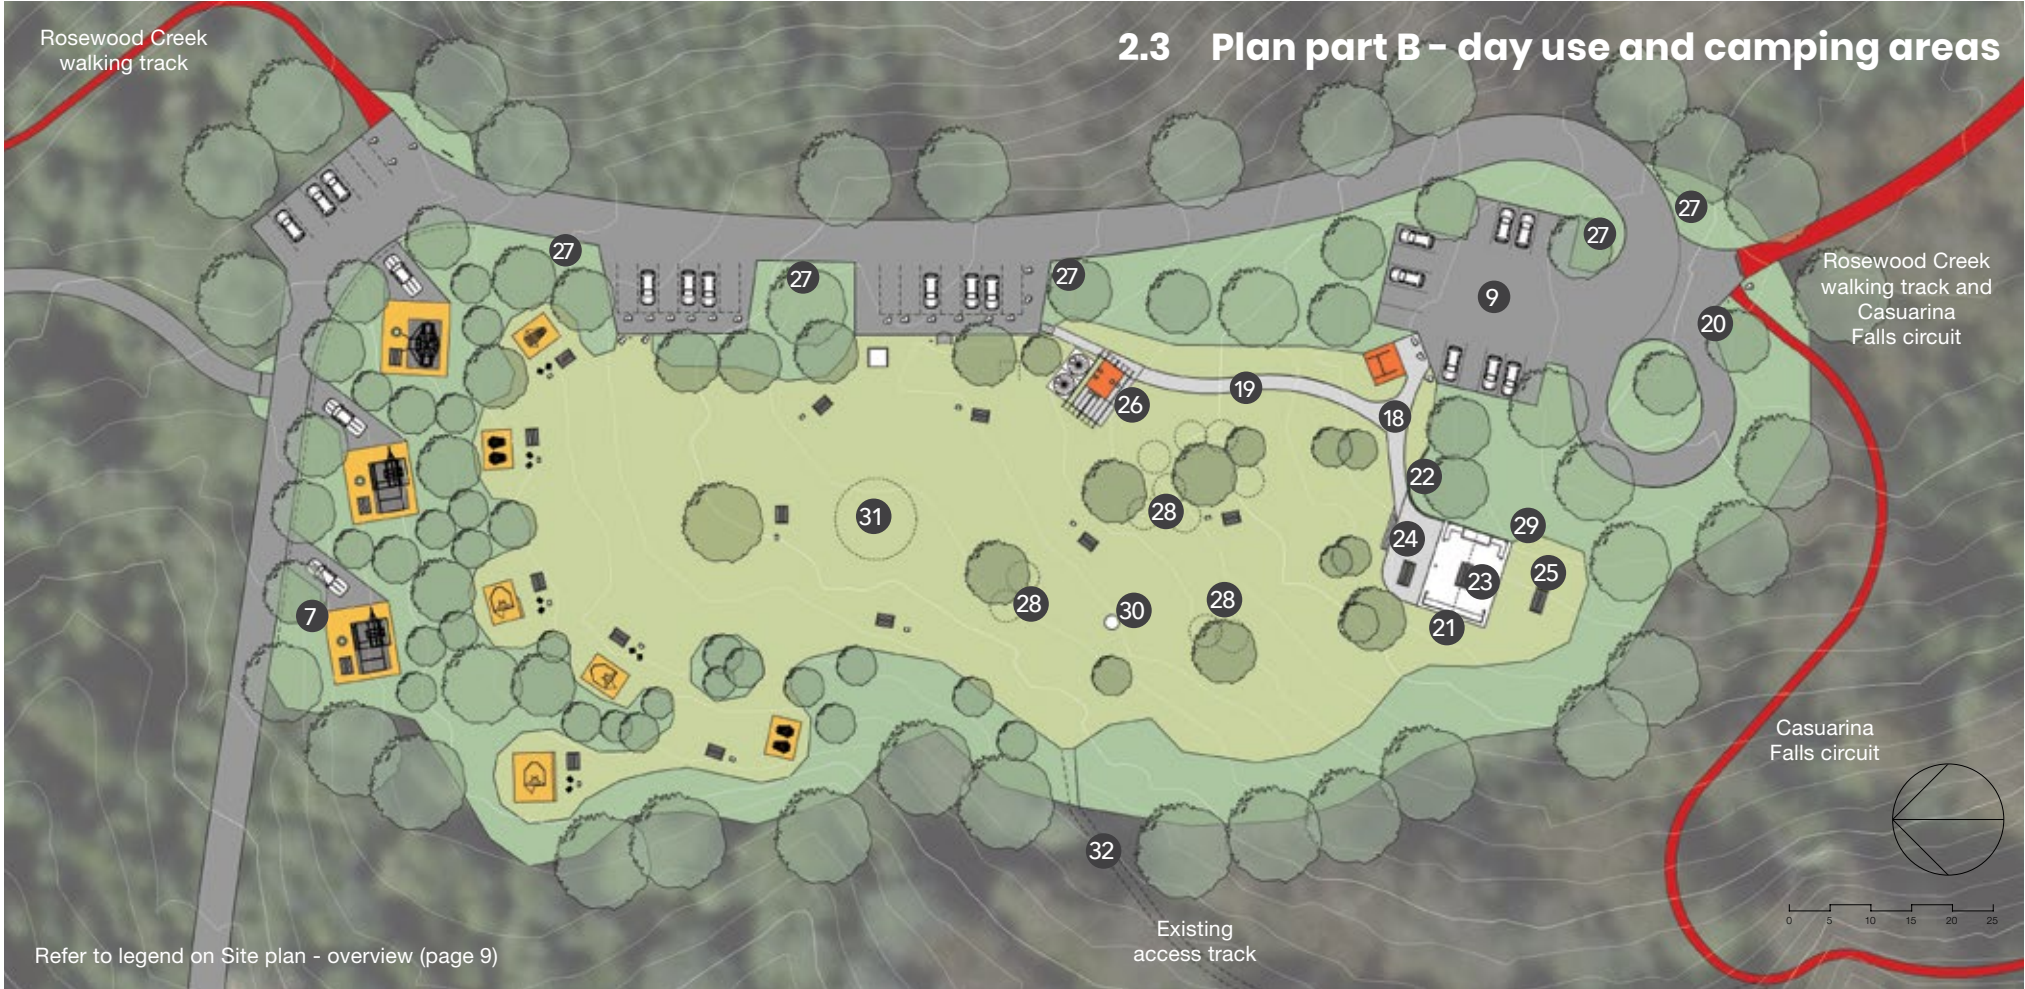 2.3 Plan part B – day use and camping areas
Rosewood Creek
walking track
27
27
27
27
27
9
Rosewood Creek
walking track and
Casuarina
Falls circuit
20
19
26
18
22
31
28
24
29
23
25
7
28
30
28
21
Casuarina
Falls circuit
32
0 5 10 15 20 25
Existing
access track
Refer to legend on Site plan - overview (page 9)